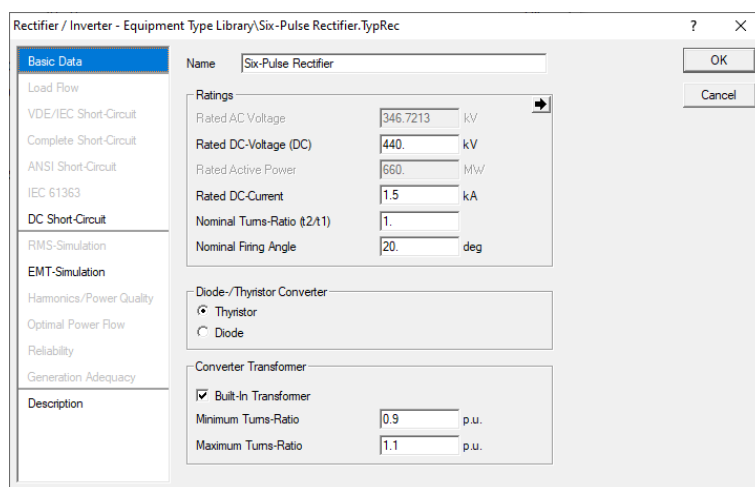 Rectifier / Inverter - Equipment Type Library\Six-Pulse Rectifier.TypRec ? X
Basic Data
Load Flow
VDE/IEC Short-Circuit
Complete Short-Circuit
ANSI Short-Circuit
IEC 61363
DC Short-Circuit
RMS-Simulation
EMT-Simulation
Harmonics/Power Quality
Optimal Power Flow
Reliability
Generation Adequacy
Description
Name Six-Pulse Rectifier
Ratings
Rated AC Voltage 346.7213 kV
Rated DC-Voltage (DC) 440. kV
Rated Active Power 660. MW
Rated DC-Current 1.5 kA
Nominal Turns-Ratio (t2/t1) 1.
Nominal Firing Angle 20. deg
Diode-/Thyristor Converter
Thyristor
Diode
Converter Transformer
Built-In Transformer
Minimum Turns-Ratio 0.9 p.u.
Maximum Turns-Ratio 1.1 p.u.
OK
Cancel